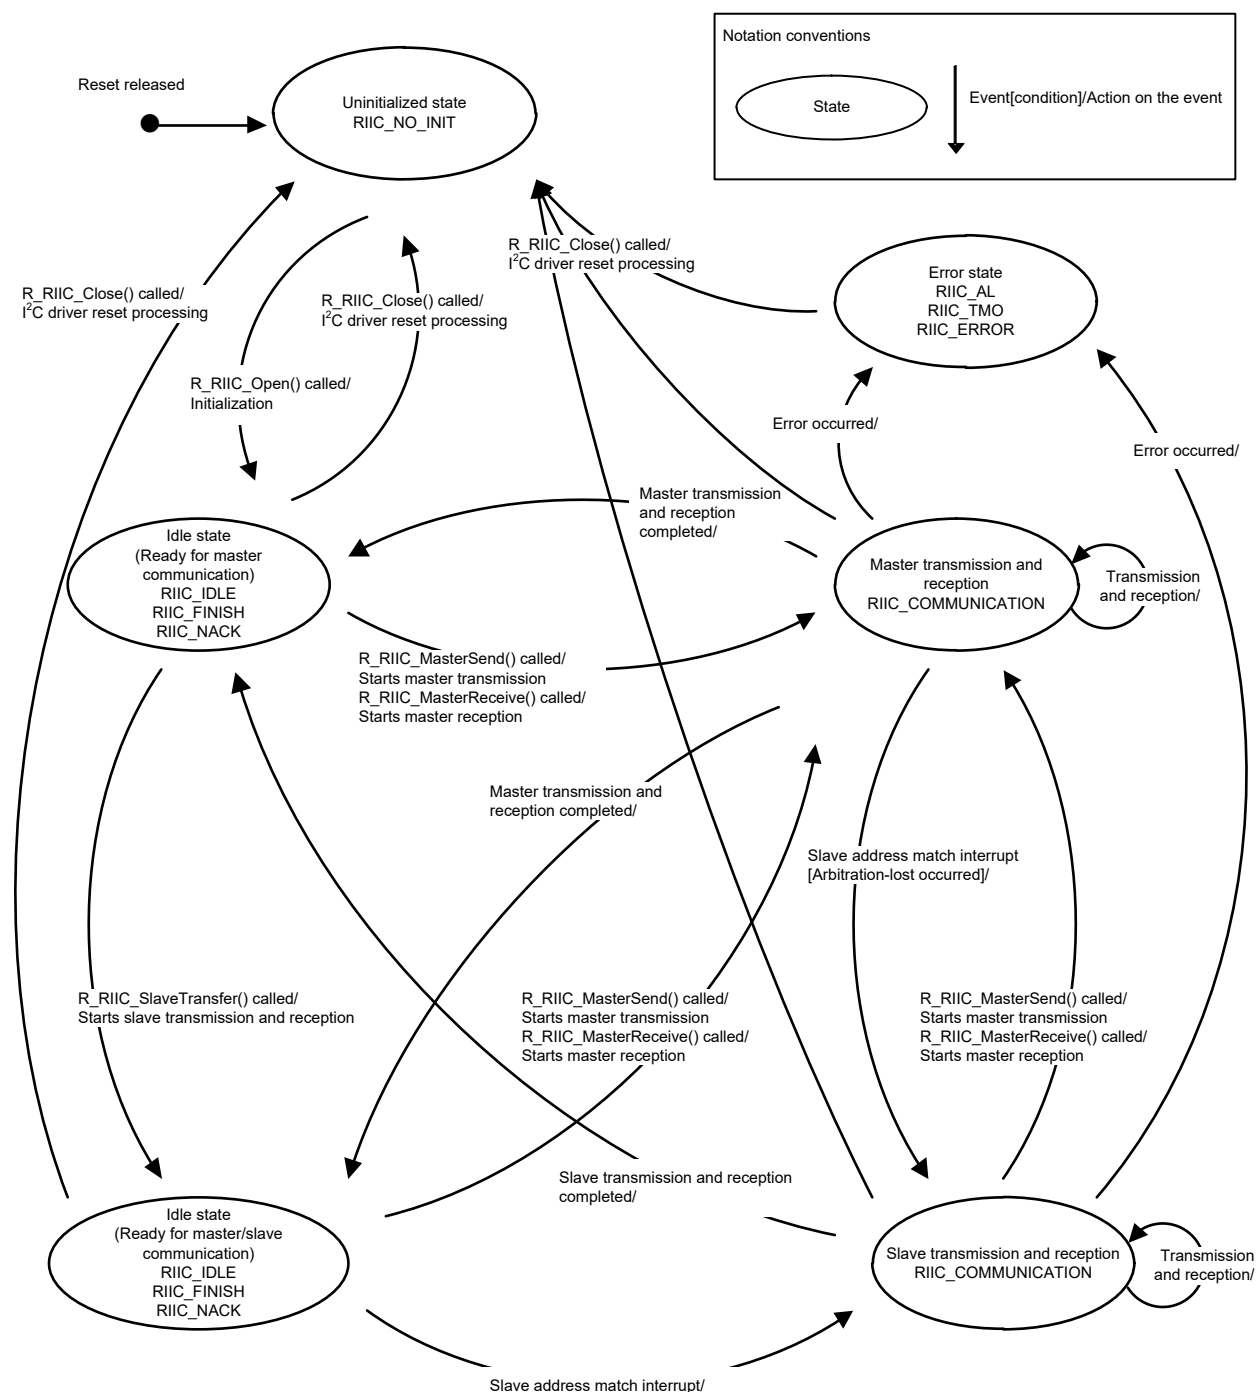 Notation conventions
State
Event[condition]/Action on the event
Reset released
Uninitialized state
RIIC_NO_INIT
R_RIIC_Close() called/
I²C driver reset processing
Error state
RIIC_AL
RIIC_TMO
RIIC_ERROR
R_RIIC_Close() called/
I²C driver reset processing
R_RIIC_Close() called/
I²C driver reset processing
R_RIIC_Open() called/
Initialization
Error occurred/
Error occurred/
Master transmission
and reception
completed/
Idle state
(Ready for master
communication)
RIIC_IDLE
RIIC_FINISH
RIIC_NACK
Master transmission and
reception
RIIC_COMMUNICATION
Transmission
and reception/
R_RIIC_MasterSend() called/
Starts master transmission
R_RIIC_MasterReceive() called/
Starts master reception
Master transmission and
reception completed/
Slave address match interrupt
[Arbitration-lost occurred]/
R_RIIC_SlaveTransfer() called/
Starts slave transmission and reception
R_RIIC_MasterSend() called/
Starts master transmission
R_RIIC_MasterReceive() called/
Starts master reception
R_RIIC_MasterSend() called/
Starts master transmission
R_RIIC_MasterReceive() called/
Starts master reception
Slave transmission and reception
completed/
Idle state
(Ready for master/slave
communication)
RIIC_IDLE
RIIC_FINISH
RIIC_NACK
Slave transmission and reception
RIIC_COMMUNICATION
Transmission
and reception/
Slave address match interrupt/